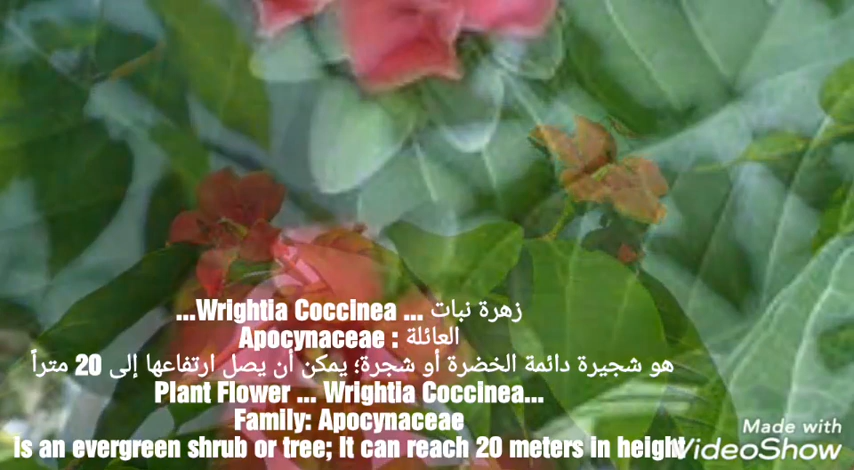 ...Wrightia Coccinea ... زهرة نبات
Apocynaceae : العائلة
هو شجيرة دائمة الخضرة أو شجرة؛ يمكن أن يصل ارتفاعها إلى 20 متراً
Plant Flower ... Wrightia Coccinea...
Family: Apocynaceae
Is an evergreen shrub or tree; It can reach 20 meters in height
Made with
VideoShow